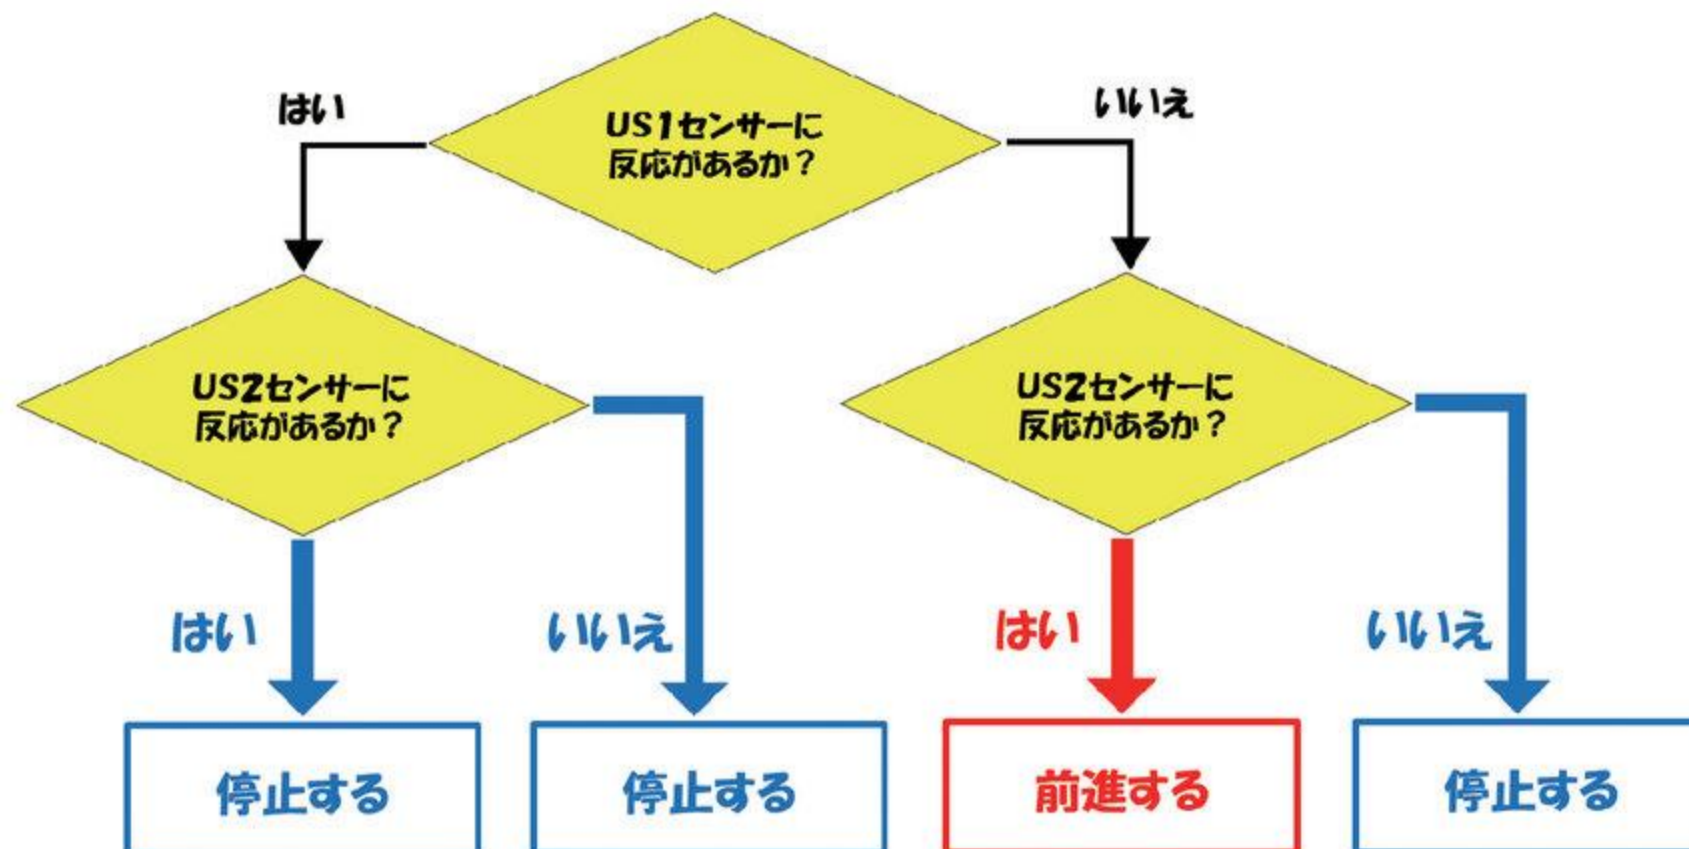 はい
US1センサーに
反応があるか？
いいえ
US2センサーに
反応があるか？
US2センサーに
反応があるか？
はい
いいえ
はい
いいえ
停止する
停止する
前進する
停止する